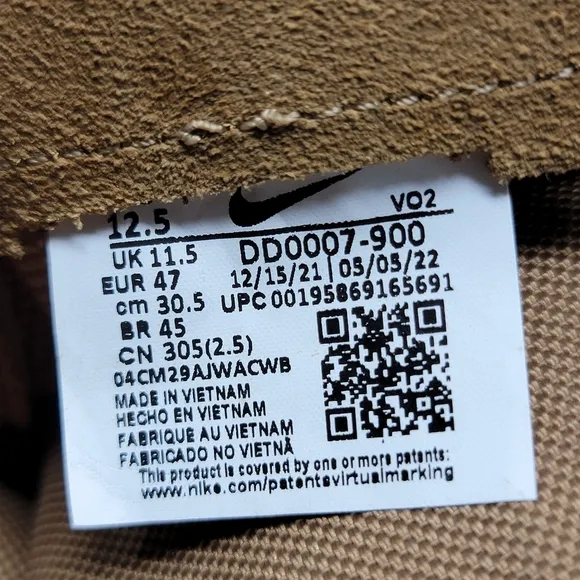 12.5 VO2
UK 11.5 DD0007-900
EUR 47 12/15/21 05/05/22
cm 30.5 UPC 00195869165691
BR 45
CN 305(2.5)
04CM29AJWACWB
MADE IN VIETNAM
HECHO EN VIETNAM
FABRIQUE AU VIETNAM
FABRICADO NO VIETNÃ
This product is covered by one or more patents:
www.nike.com/patentsvirtualmarking